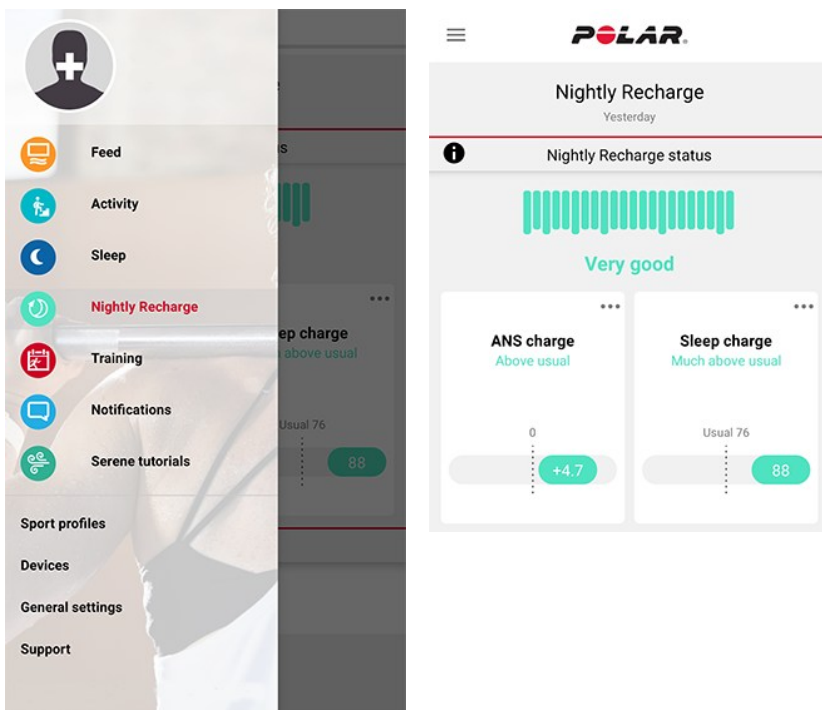 Feed
Activity
Sleep
Nightly Recharge
Training
Notifications
Serene tutorials
Sport profiles
Devices
General settings
Support
ep charge
above usual
Usual 76
88
POLAR.
Nightly Recharge
Yesterday
Nightly Recharge status
Very good
ANS charge
Above usual
0
+4.7
Sleep charge
Much above usual
Usual 76
88